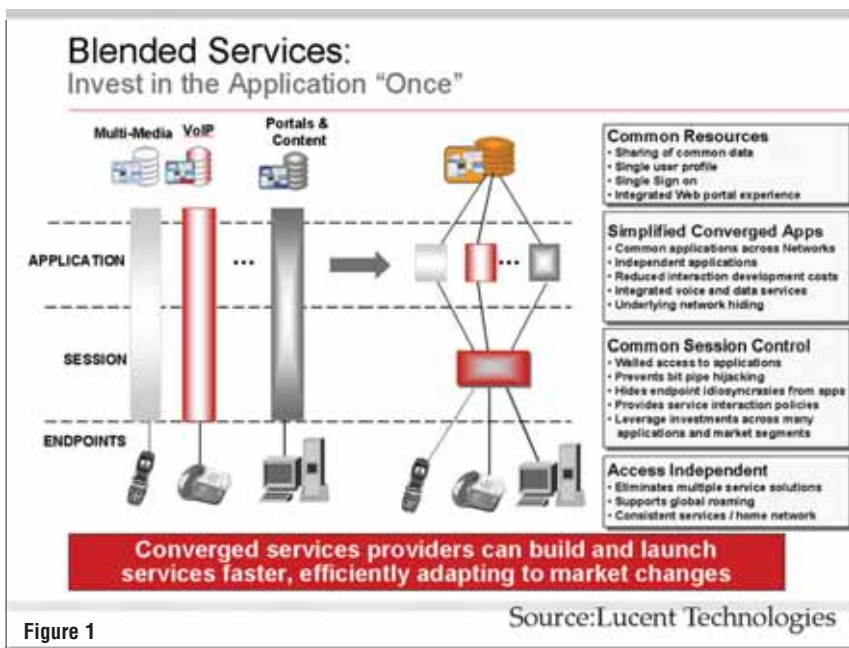 Blended Services:
Invest in the Application “Once”
Multi-Media
VoIP
Portals &
Content
APPLICATION
...
SESSION
ENDPOINTS
...
Common Resources
• Sharing of common data
• Single user profile
• Single Sign on
• Integrated Web portal experience
Simplified Converged Apps
• Common applications across Networks
• Independent applications
• Reduced interaction development costs
• Integrated voice and data services
• Underlying network hiding
Common Session Control
• Walled access to applications
• Prevents bit pipe hijacking
• Hides endpoint idiosyncrasies from apps
• Provides service interaction policies
• Leverage investments across many
applications and market segments
Access Independent
• Eliminates multiple service solutions
• Supports global roaming
• Consistent services / home network
Converged services providers can build and launch
services faster, efficiently adapting to market changes
Figure 1
Source:Lucent Technologies